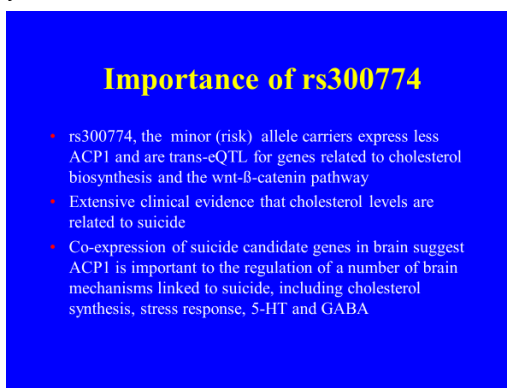 Importance of rs300774
• rs300774, the  minor (risk)  allele carriers express less
ACP1 and are trans-eQTL for genes related to cholesterol
biosynthesis and the wnt-ß-catenin pathway
• Extensive clinical evidence that cholesterol levels are
related to suicide
• Co-expression of suicide candidate genes in brain suggest
ACP1 is important to the regulation of a number of brain
mechanisms linked to suicide, including cholesterol
synthesis, stress response, 5-HT and GABA